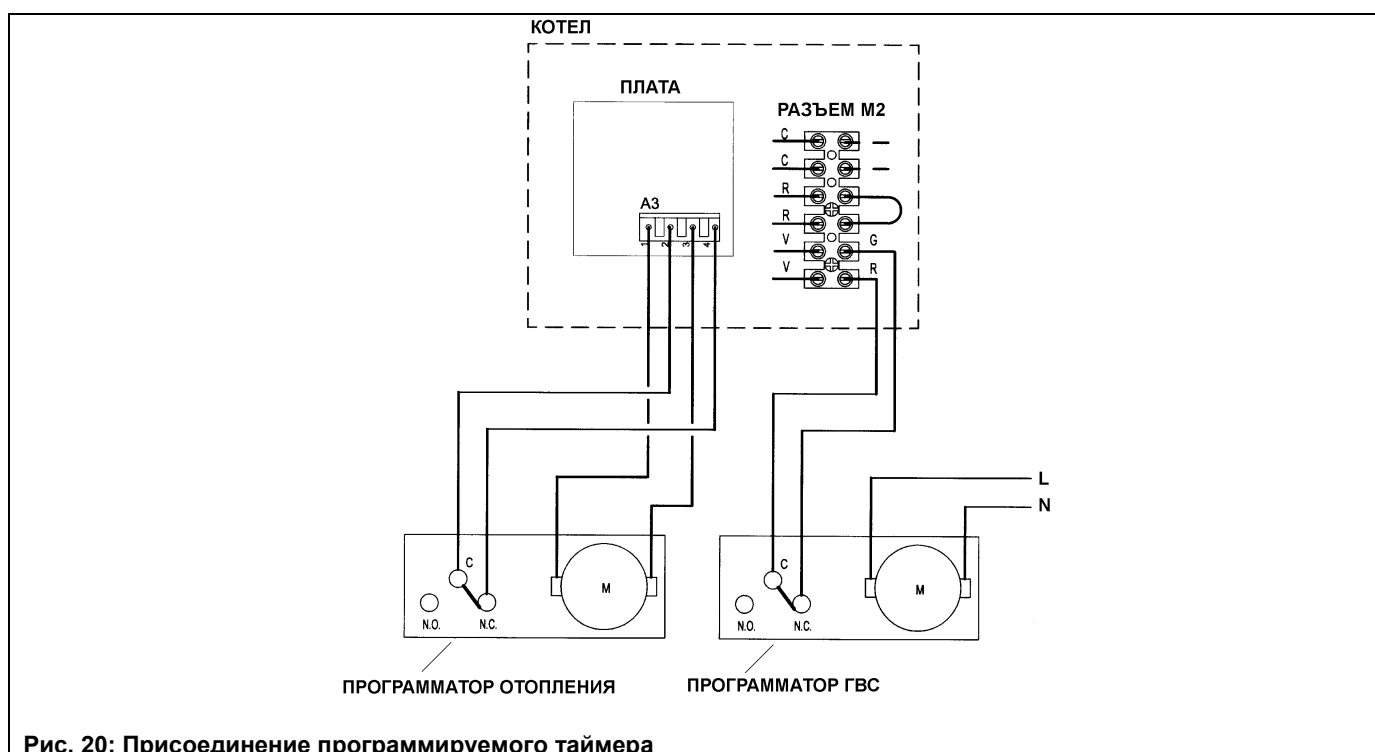 КОТЕЛ
ПЛАТА
РАЗЪЕМ М2
C
C
R
R
V
G
V
R
A3
1 2 3 4
L
N
C
M
N.O. N.C.
C
M
N.O. N.C.
ПРОГРАММАТОР ОТОПЛЕНИЯ
ПРОГРАММАТОР ГВС
Рис. 20: Присоединение программируемого таймера